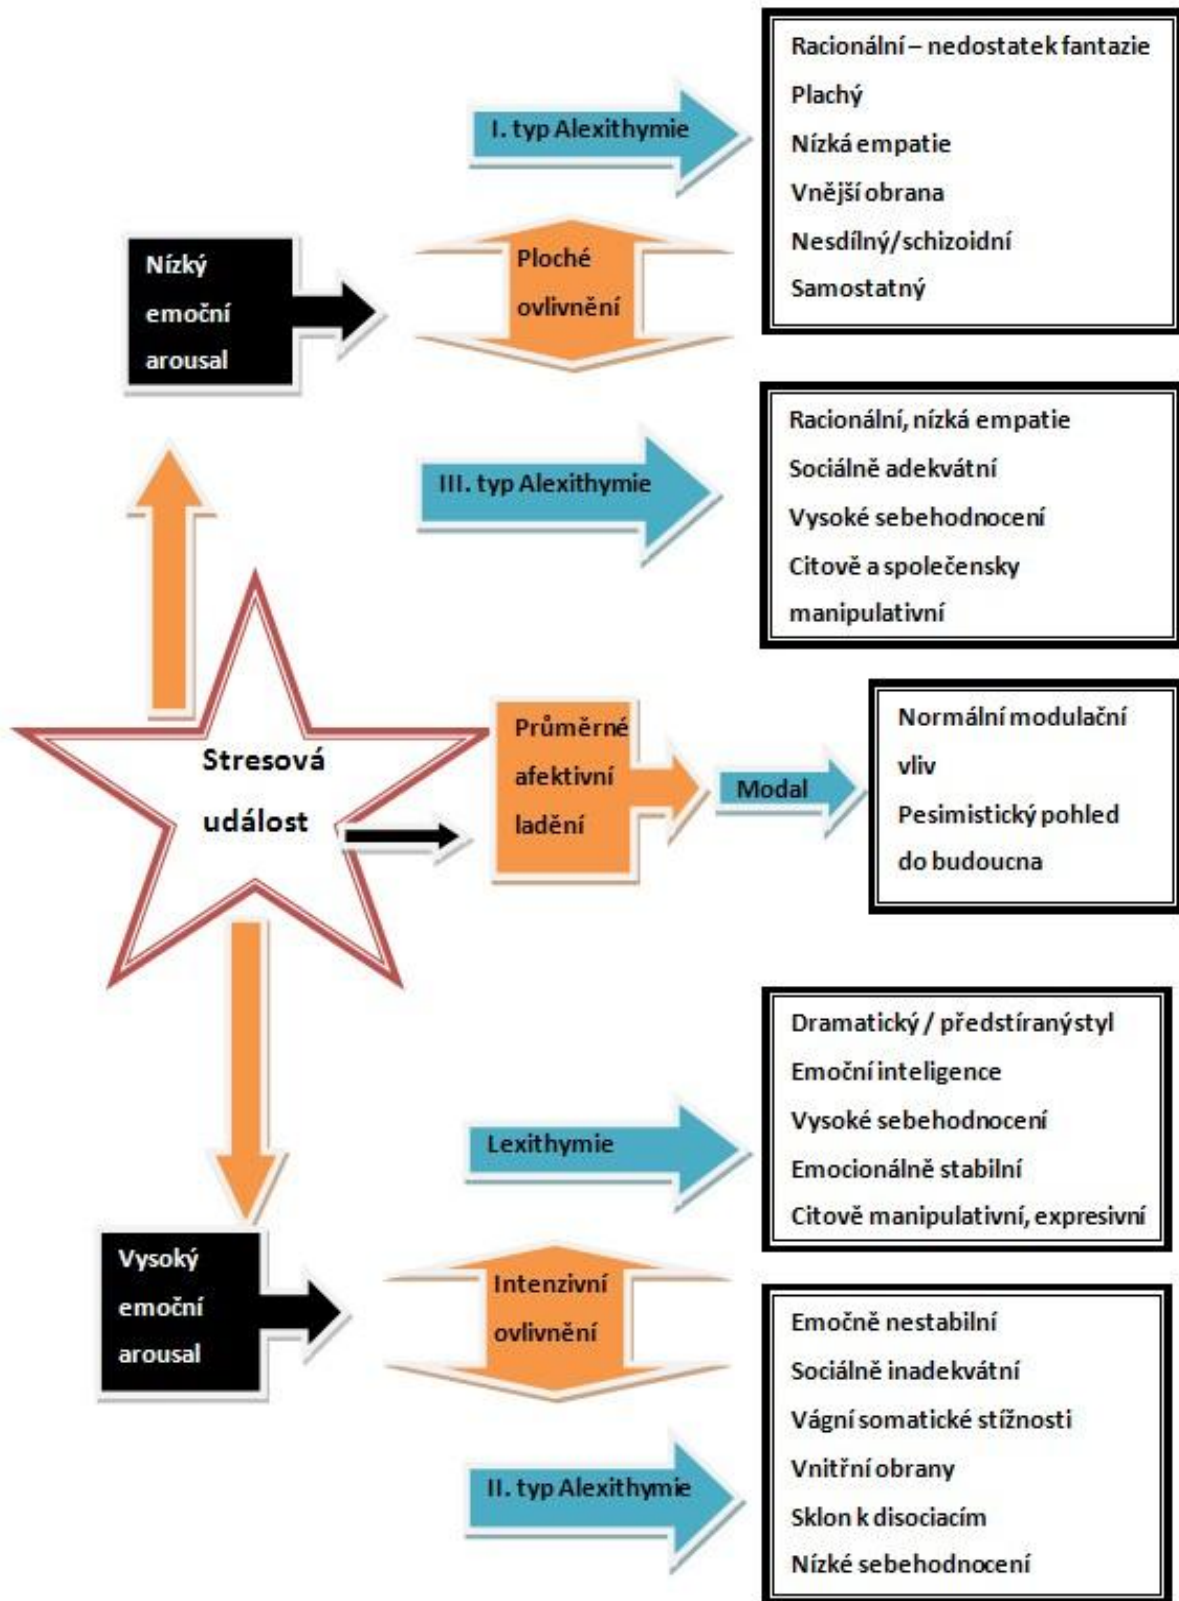 Racionální – nedostatek fantazie
Plachý
Nízká empatie
Vnější obrana
Nesdílný/schizoidní
Samostatný
I. typ Alexithymie
Nízký
emoční
arousal
Ploché
ovlivnění
III. typ Alexithymie
Racionální, nízká empatie
Sociálně adekvátní
Vysoké sebehodnocení
Citově a společensky
manipulativní
Stresová
událost
Průměrné
afektivní
ladění
Modal
Normální modulační
vliv
Pesimistický pohled
do budoucna
Lexithymie
Dramatický / předstíranýstyl
Emoční inteligence
Vysoké sebehodnocení
Emocionálně stabilní
Citově manipulativní, expresivní
Vysoký
emoční
arousal
Intenzivní
ovlivnění
II. typ Alexithymie
Emočně nestabilní
Sociálně inadekvátní
Vágní somatické stížnosti
Vnitřní obrany
Sklon k disociacím
Nízké sebehodnocení